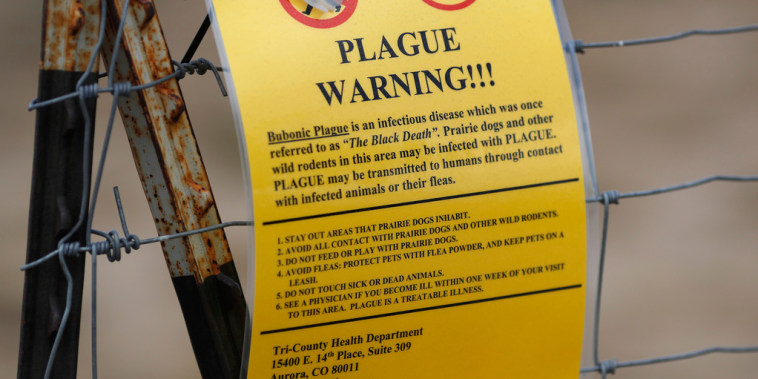 PLAGUE
WARNING!!!
Bubonic Plague is an infectious disease which was once
referred to as "The Black Death". Prairie dogs and other
wild rodents in this area may be infected with PLAGUE.
PLAGUE may be transmitted to humans through contact
with infected animals or their fleas.
1. STAY OUT AREAS THAT PRAIRIE DOGS INHABIT.
2. AVOID ALL CONTACT WITH PRAIRIE DOGS AND OTHER WILD RODENTS.
3. DO NOT FEED OR PLAY WITH PRAIRIE DOGS.
4. AVOID FLEAS: PROTECT PETS WITH FLEA POWDER, AND KEEP PETS ON A
LEASH.
5. DO NOT TOUCH SICK OR DEAD ANIMALS.
6. SEE A PHYSICIAN IF YOU BECOME ILL WITHIN ONE WEEK OF YOUR VISIT
TO THIS AREA. PLAGUE IS A TREATABLE ILLNESS.
Tri-County Health Department
15400 E. 14th Place, Suite 309
Aurora, CO 80011